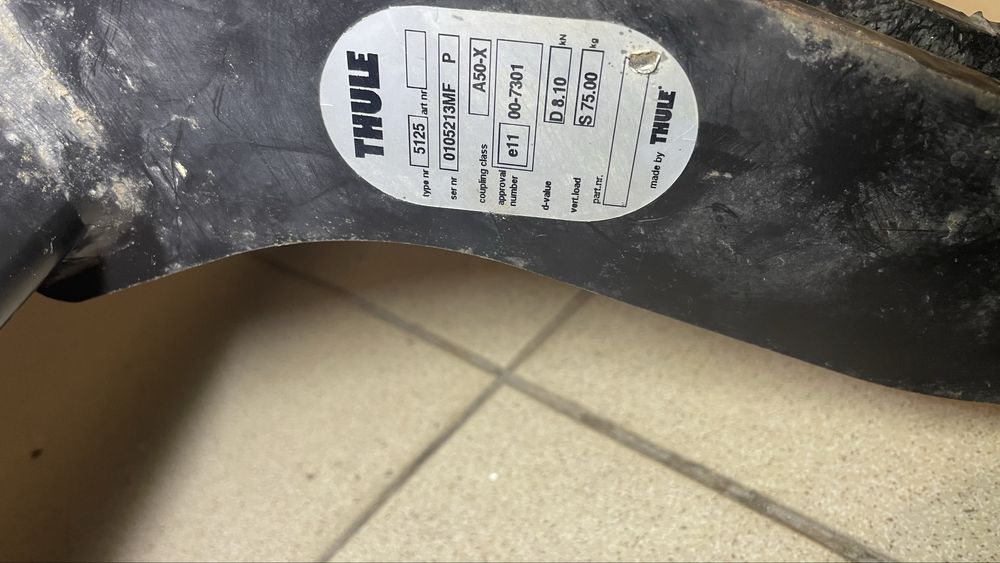 THULE
type nr 5125 art nr
ser nr 0105213MF P
coupling class A50-X
approval number e11 00-7301
d-value D 8.10 kN
vert.load S 75.00 kg
part.nr.
made by THULE